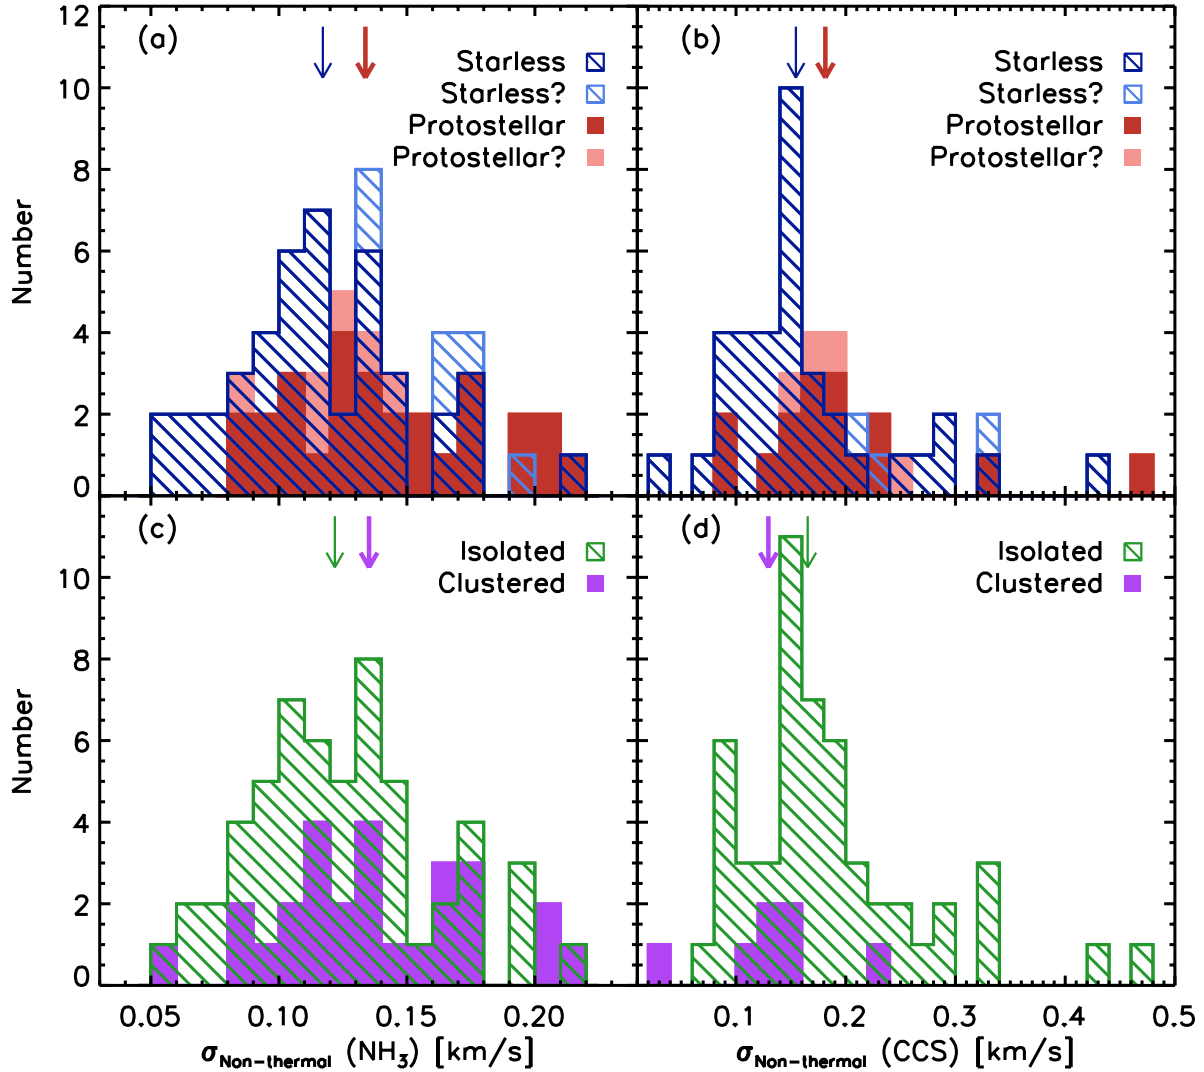 12
10
8
6
4
2
0
Number
(a)
Starless
Starless?
Protostellar
Protostellar?
(b)
Starless
Starless?
Protostellar
Protostellar?
10
8
6
4
2
0
Number
(c)
Isolated
Clustered
(d)
Isolated
Clustered
0.05 0.10 0.15 0.20
0.1 0.2 0.3 0.4 0.5
σNon-thermal (NH3) [km/s]
σNon-thermal (CCS) [km/s]